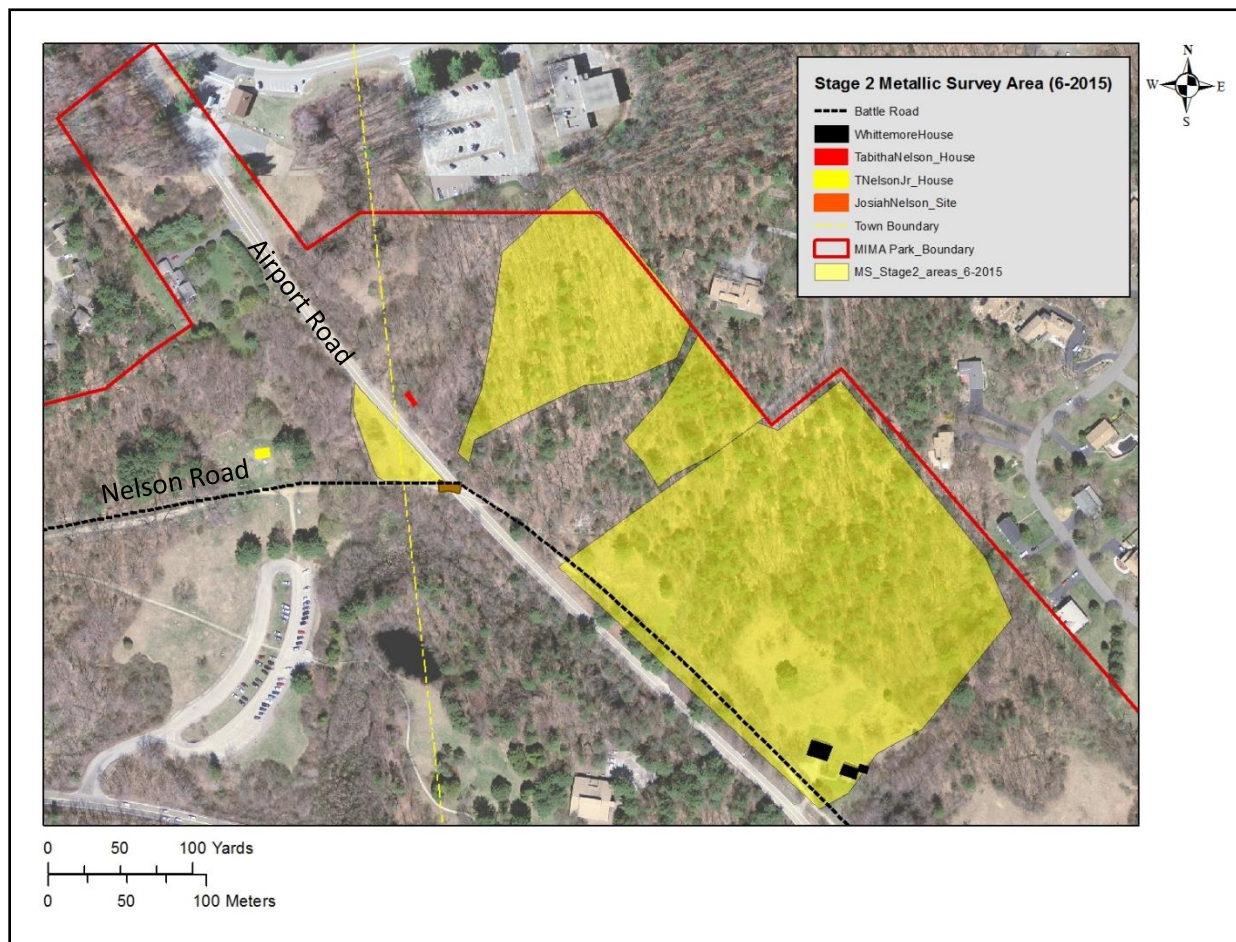 N
W E
S
Stage 2 Metallic Survey Area (6-2015)
Battle Road
WhittemoreHouse
TabithaNelson_House
TNelsonJr_House
JosiahNelson_Site
Town Boundary
MIMA Park_Boundary
MS_Stage2_areas_6-2015
Airport Road
Nelson Road
0 50 100 Yards
0 50 100 Meters